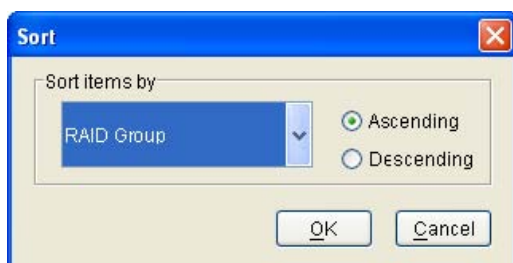 Sort
Sort items by
RAID Group
Ascending
Descending
OK
Cancel